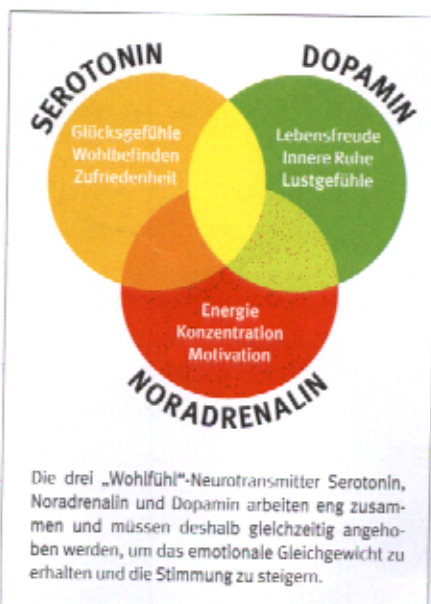 SEROTONIN
DOPAMIN
Glücksgefühle
Wohlbefinden
Zufriedenheit
Lebensfreude
Innere Ruhe
Lustgefühle
Energie
Konzentration
Motivation
NORADRENALIN
Die drei „Wohlfühl“-Neurotransmitter Serotonin,
Noradrenalin und Dopamin arbeiten eng zusam-
men und müssen deshalb gleichzeitig angeho-
ben werden, um das emotionale Gleichgewicht zu
erhalten und die Stimmung zu steigern.